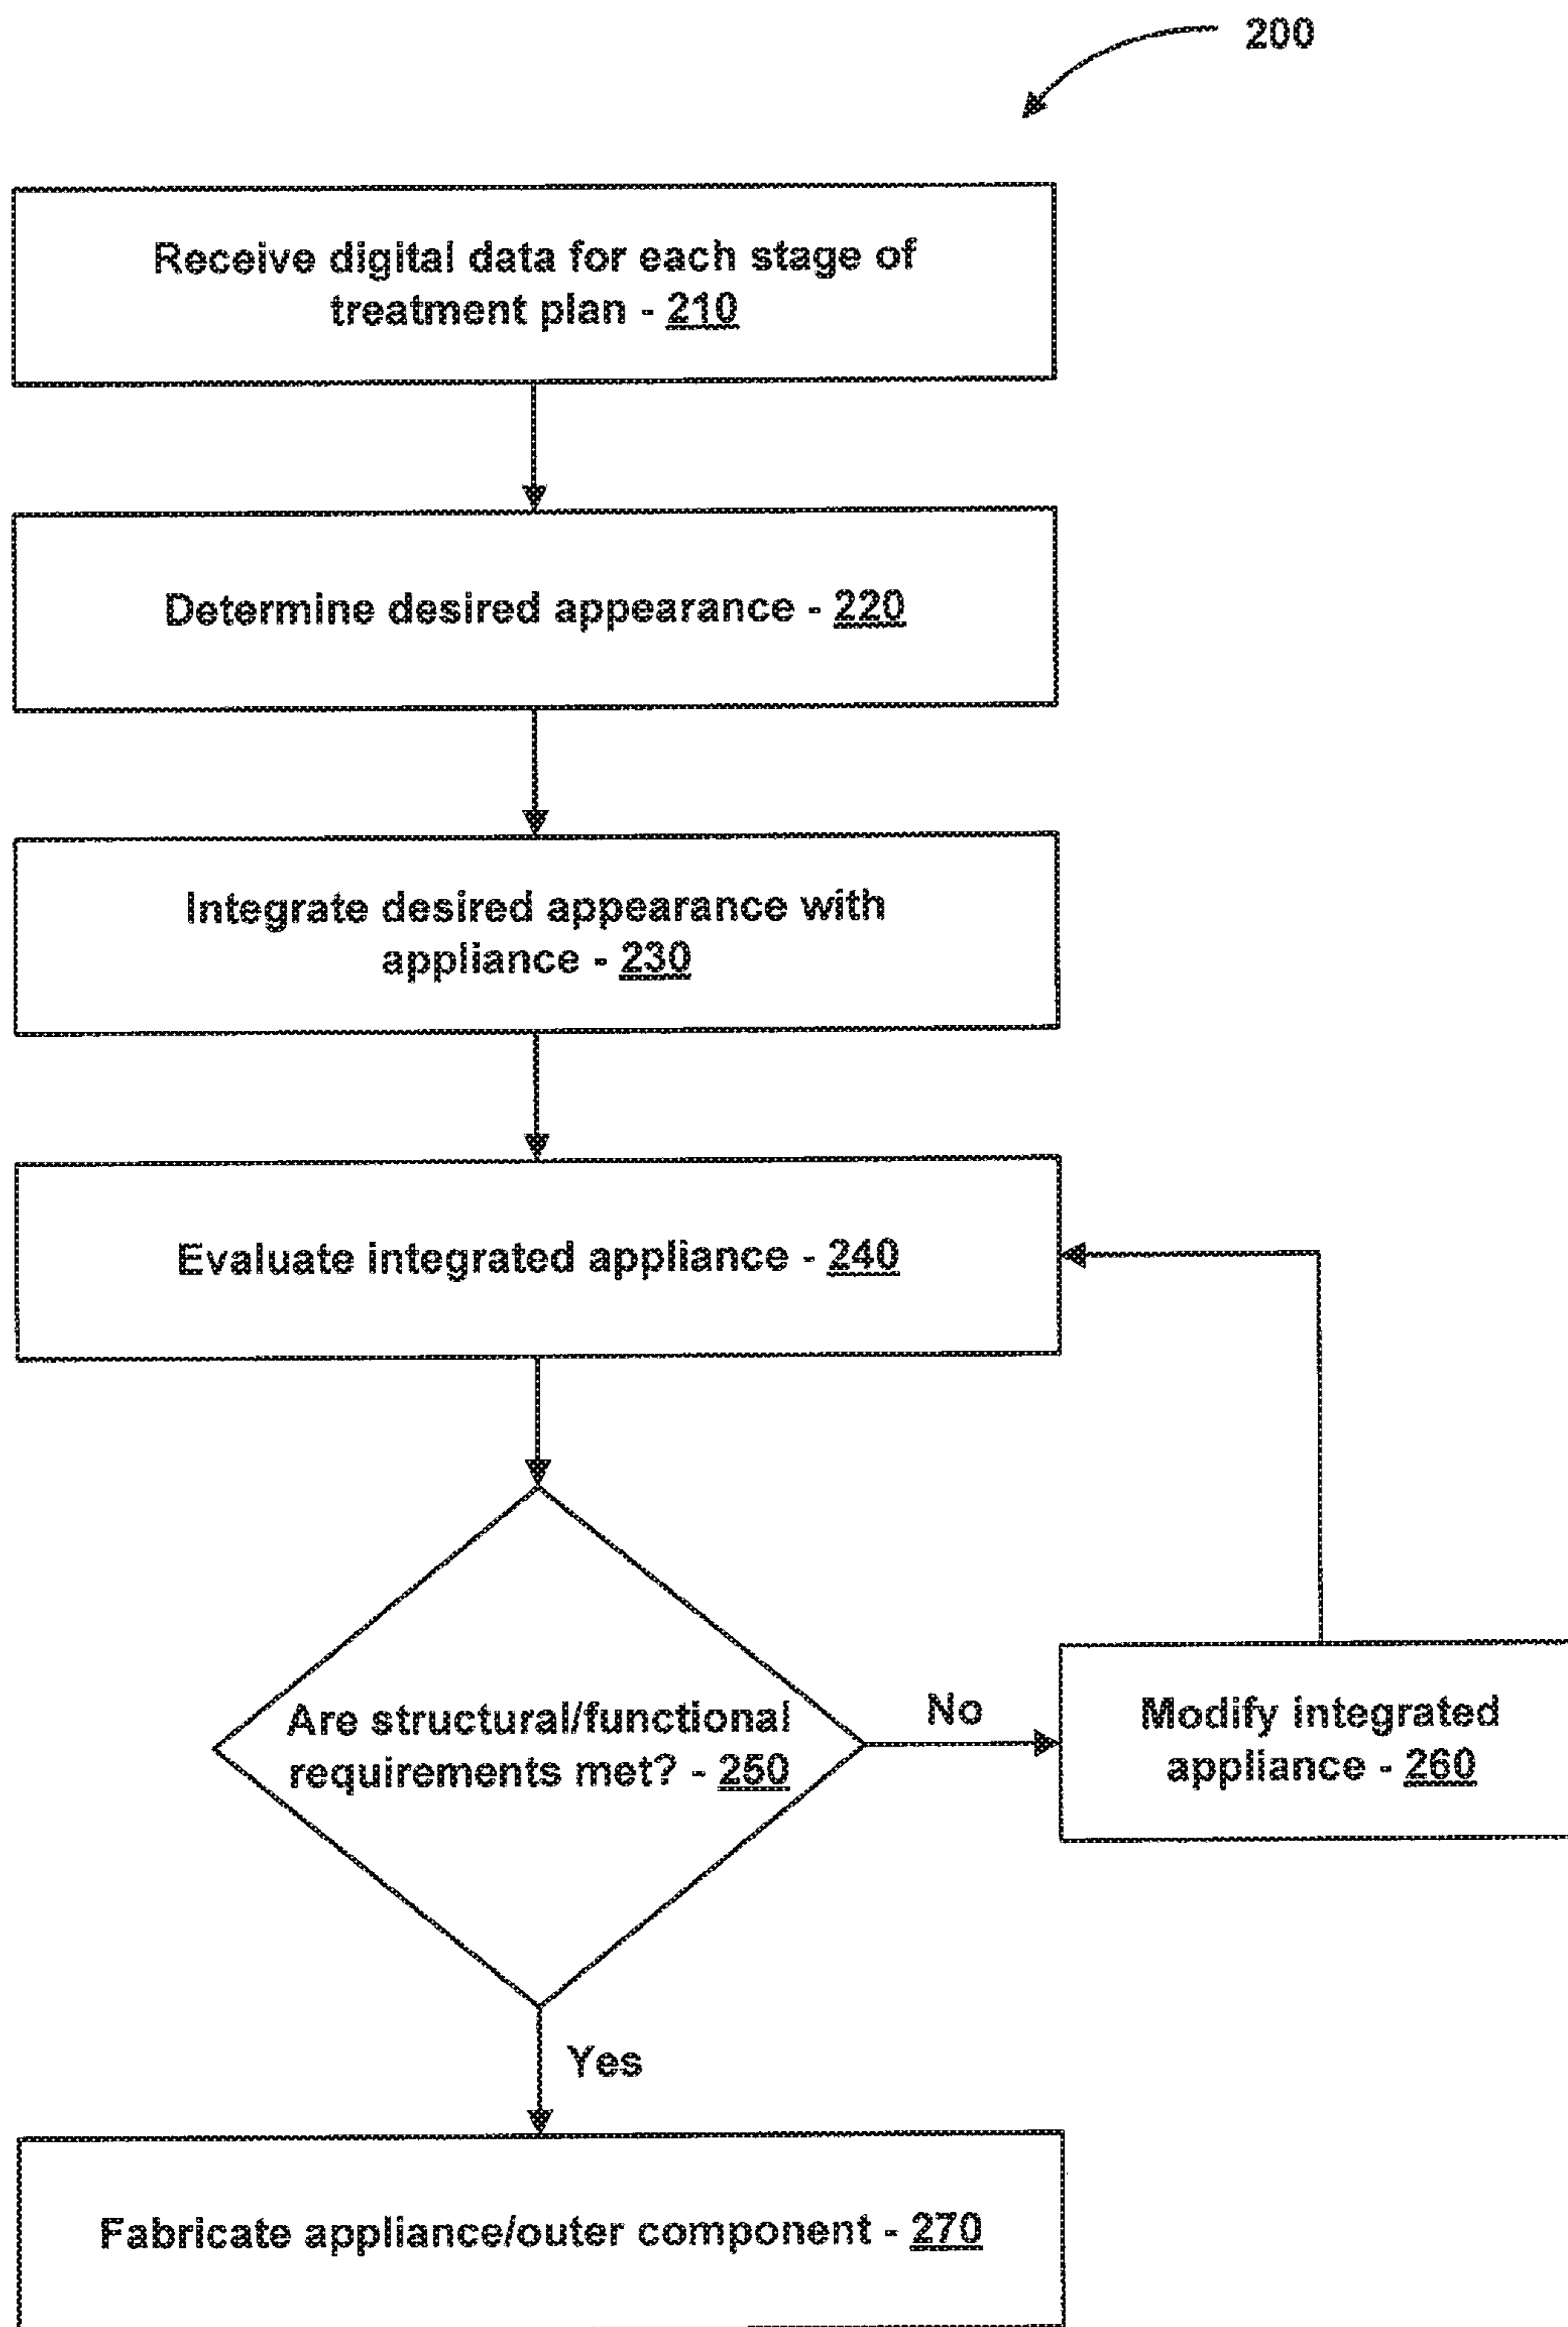 200
Receive digital data for each stage of
treatment plan - 210
Determine desired appearance - 220
Integrate desired appearance with
appliance - 230
Evaluate integrated appliance - 240
Are structural/functional
requirements met? - 250
No
Modify integrated
appliance - 260
Yes
Fabricate appliance/outer component - 270